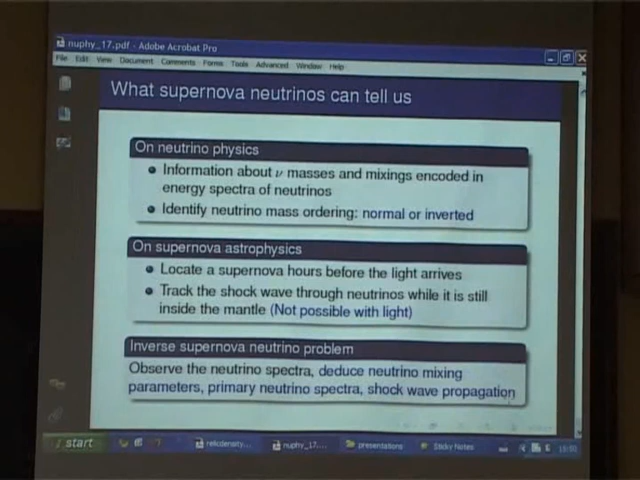 nuphy_17.pdf - Adobe Acrobat Pro
File Edit View Document Comments Forms Tools Advanced Window Help
What supernova neutrinos can tell us
On neutrino physics
Information about ν masses and mixings encoded in
energy spectra of neutrinos
Identify neutrino mass ordering: normal or inverted
On supernova astrophysics
Locate a supernova hours before the light arrives
Track the shock wave through neutrinos while it is still
inside the mantle (Not possible with light)
Inverse supernova neutrino problem
Observe the neutrino spectra, deduce neutrino mixing
parameters, primary neutrino spectra, shock wave propagation
start relicdensity... nuphy_17.... presentations Sticky Notes